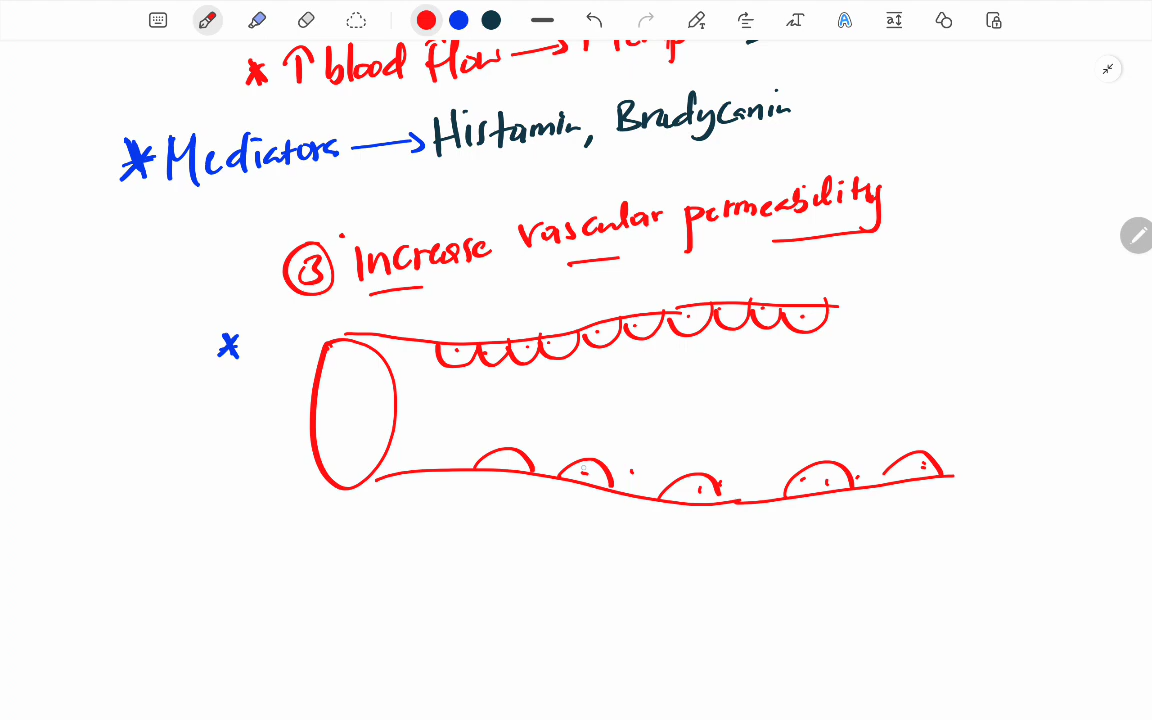 * ↑ blood flow →
* Mediators → Histamin, Bradycanin
③ Increase vascular permeability
*